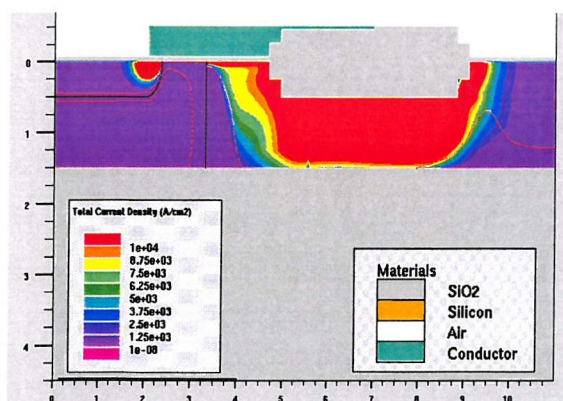 0
1
2
3
4
Total Current Density (A/cm2)
1e+04
8.75e+03
7.5e+03
6.25e+03
5e+03
3.75e+03
2.5e+03
1.25e+03
1e-08
Materials
SiO2
Silicon
Air
Conductor
0 1 2 3 4 5 6 7 8 9 10